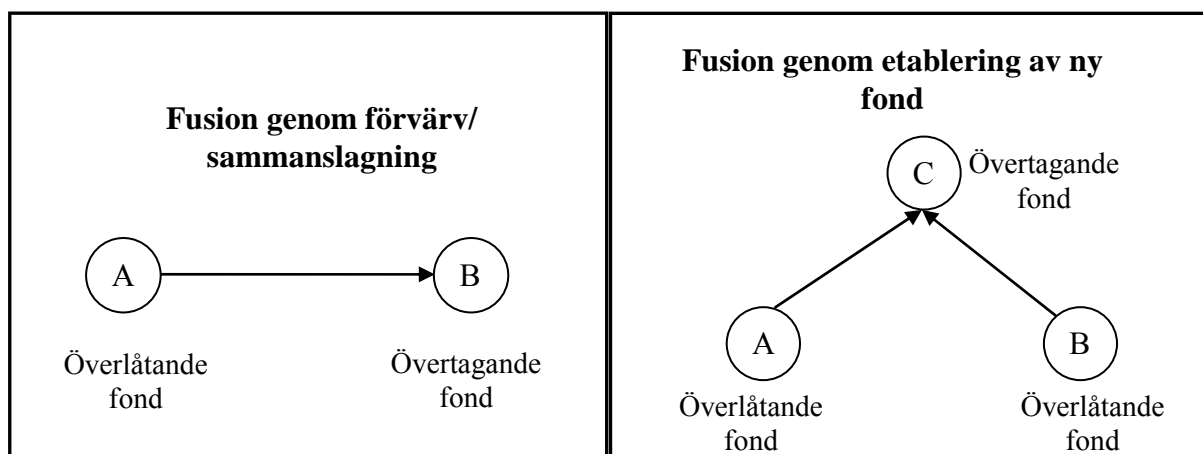 Fusion genom förvärv/
sammanslagning
A
B
Överlåtande
fond
Övertagande
fond
Fusion genom etablering av ny
fond
C
Övertagande
fond
A
B
Överlåtande
fond
Överlåtande
fond